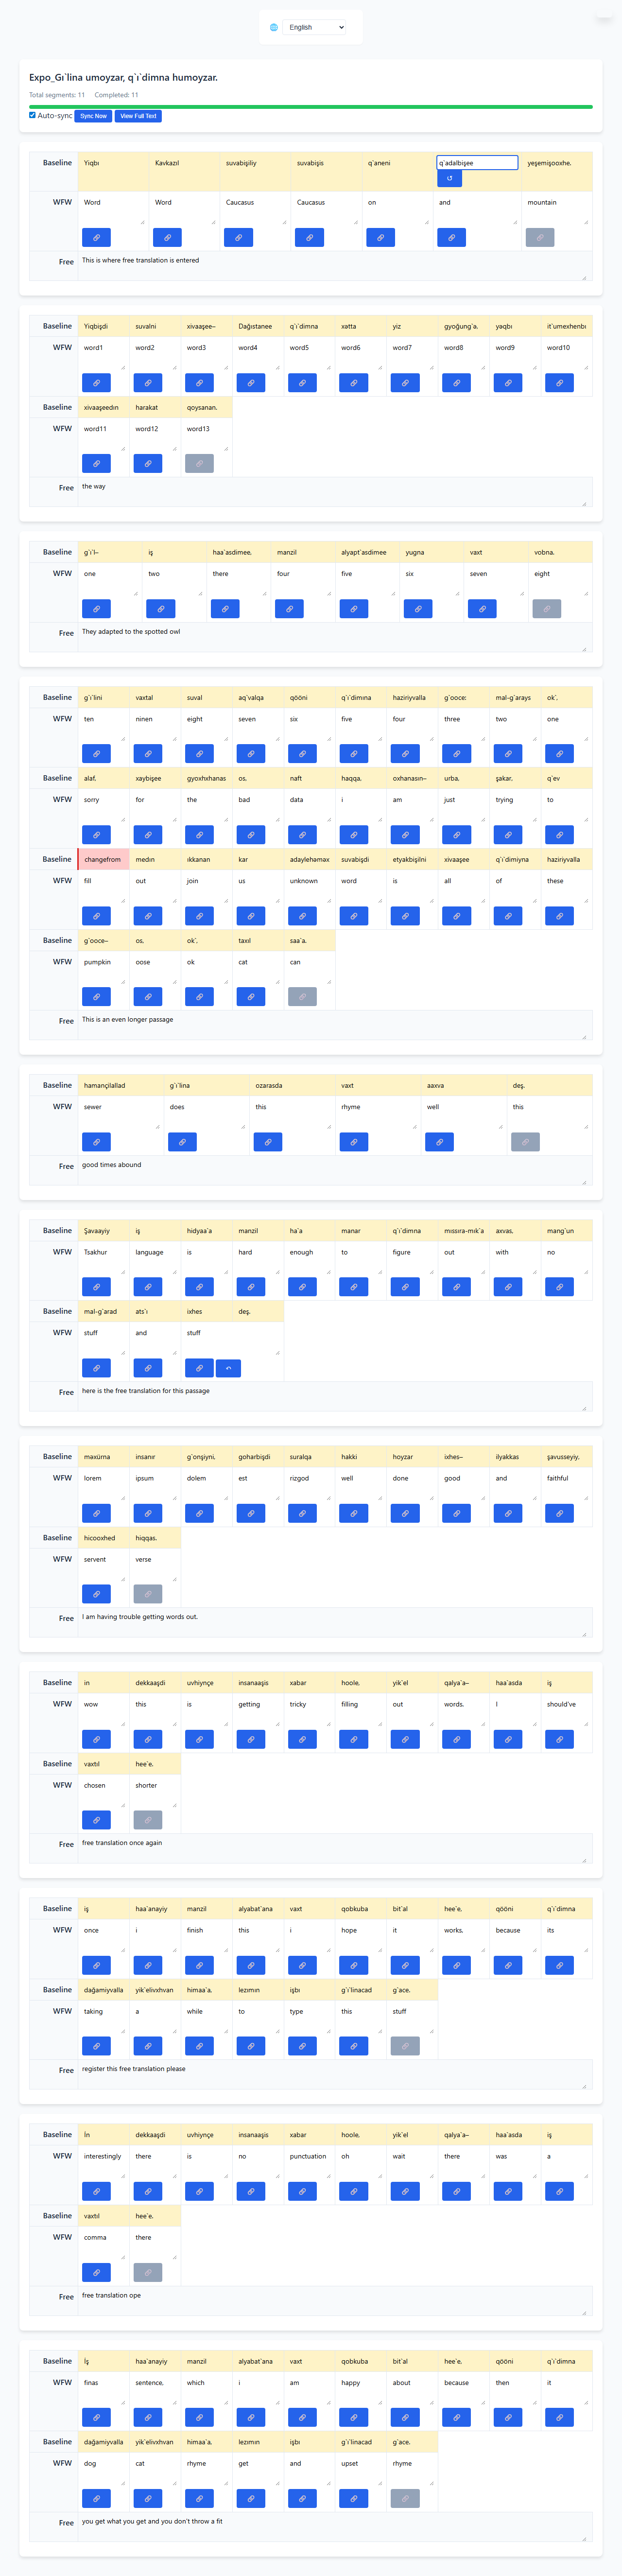 English
Expo_Gı`lina umoyzar, q`ı`dimna humoyzar.
Total segments: 11 Completed: 11
Auto-sync Sync Now View Full Text
Baseline Yiqbı Kavkazıl suvabişiliy suvabişis q`aneni q`adalbişee yeşemişooxhe.
WFW Word Word Caucasus Caucasus on and mountain
Free This is where free translation is entered
Baseline Yiqbişdi suvalni xivaaşee– Dağıstanee q`ı`dimna xətta yiz gyoğung`a, yəqbı it`umexhenbı
WFW word1 word2 word3 word4 word5 word6 word7 word8 word9 word10
Baseline xivaaşeedın harakat qoysanan.
WFW word11 word12 word13
Free the way
Baseline g`ı`l– iş haa`asdimee, manzil alyapt`asdimee yugna vaxt vobna.
WFW one two there four five six seven eight
Free They adapted to the spotted owl
Baseline g`ı`lini vaxtal suval aq`valqa qööni q`ı`dimına haziriyvalla g`ooce: mal-g`arays ok`,
WFW ten ninen eight seven six five four three two one
Baseline alaf, xaybişee gyoxhxhanas os, naft haqqa, oxhanasın– urba, şakar, q`ev
WFW sorry for the bad data i am just trying to
Baseline changefrom medın ıkkanan kar adaylehəməx suvabişdi etyakbişilni xivaaşee q`ı`dimiyna haziriyvalla
WFW fill out join us unknown word is all of these
Baseline g`ooce– os, ok`, taxıl saa`a.
WFW pumpkin oose ok cat can
Free This is an even longer passage
Baseline hamançilallad g`ı`lina ozarasda vaxt aaxva deş.
WFW sewer does this rhyme well this
Free good times abound
Baseline Şavaayiy iş hidyaa`a manzil ha`a manar q`ı`dimna mıssıra-mık`a axvas, mang`un
WFW Tsakhur language is hard enough to figure out with no
Baseline mal-g`arad ats`ı ixhes deş.
WFW stuff and stuff
Free here is the free translation for this passage
Baseline məxürna insanır g`onşiyni, goharbişdi suralqa hakki hoyzar ixhes– ilyakkas şavusseyiy,
WFW lorem ipsum dolem est rizgod well done good and faithful
Baseline hicooxhed hiqqas.
WFW servent verse
Free I am having trouble getting words out.
Baseline in dekkaaşdi uvhiynçe insanaaşis xabar hoole, yik`el qalya`a– haa`asda iş
WFW wow this is getting tricky filling out words. I should've
Baseline vaxtıl hee`e.
WFW chosen shorter
Free free translation once again
Baseline iş haa`anayiy manzil alyabat`ana vaxt qobkuba bit`al hee`e, qööni q`ı`dimna
WFW once i finish this i hope it works, because its
Baseline dağamiyvalla yik`elivxhvan himaa`a, lezımın işbı g`ı`linacad g`ace.
WFW taking a while to type this stuff
Free register this free translation please
Baseline İn dekkaaşdi uvhiynçe insanaaşis xabar hoole, yik`el qalya`a– haa`asda iş
WFW interestingly there is no punctuation oh wait there was a
Baseline vaxtıl hee`e.
WFW comma there
Free free translation ope
Baseline İş haa`anayiy manzil alyabat`ana vaxt qobkuba bit`al hee`e, qööni q`ı`dimna
WFW finas sentence, which i am happy about because then it
Baseline dağamiyvalla yik`elivxhvan himaa`a, lezımın işbı g`ı`linacad g`ace.
WFW dog cat rhyme get and upset rhyme
Free you get what you get and you don't throw a fit